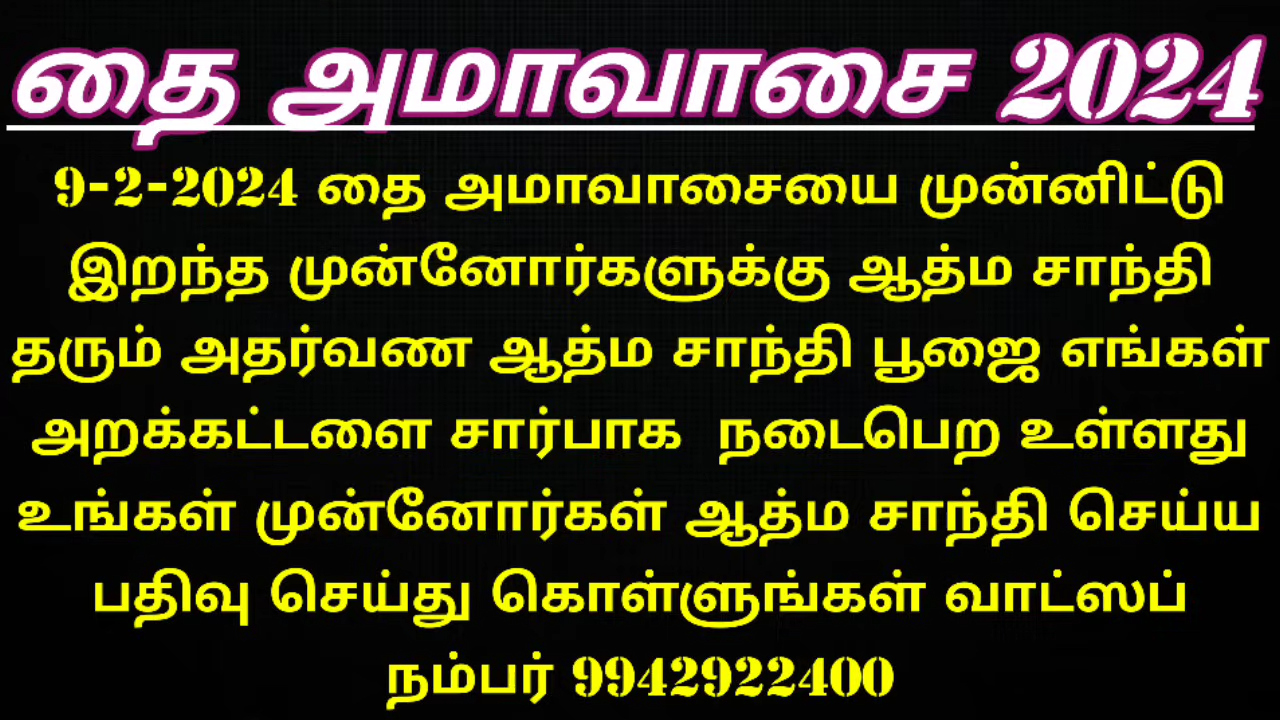 தை அமாவாசை 2024
9-2-2024 தை அமாவாசையை முன்னிட்டு
இறந்த முன்னோர்களுக்கு ஆத்ம சாந்தி
தரும் அதர்வண ஆத்ம சாந்தி பூஜை எங்கள்
அறக்கட்டளை சார்பாக நடைபெற உள்ளது
உங்கள் முன்னோர்கள் ஆத்ம சாந்தி செய்ய
பதிவு செய்து கொள்ளுங்கள் வாட்ஸப்
நம்பர் 9942922400